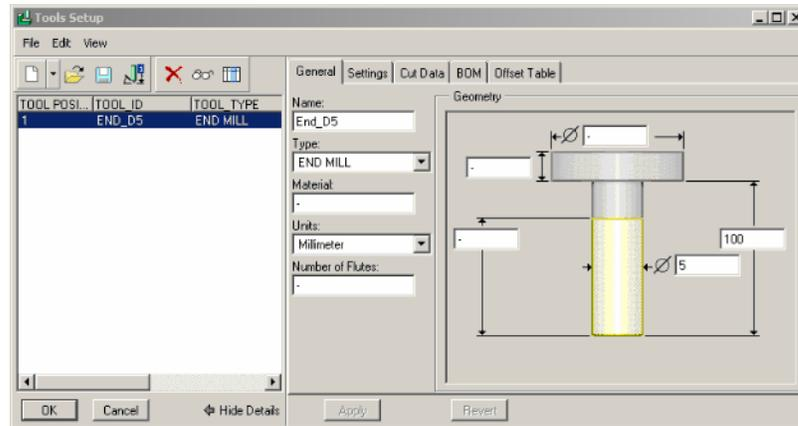 Tools Setup
File Edit View
TOOL POSI... TOOL_ID TOOL_TYPE
1 END_D5 END MILL
OK Cancel Hide Details
General Settings Cut Data BOM Offset Table
Name:
End_D5
Type:
END MILL
Material:
-
Units:
Millimeter
Number of Flutes:
-
Geometry
Ø -
-
-
100
Ø 5
Apply Revert